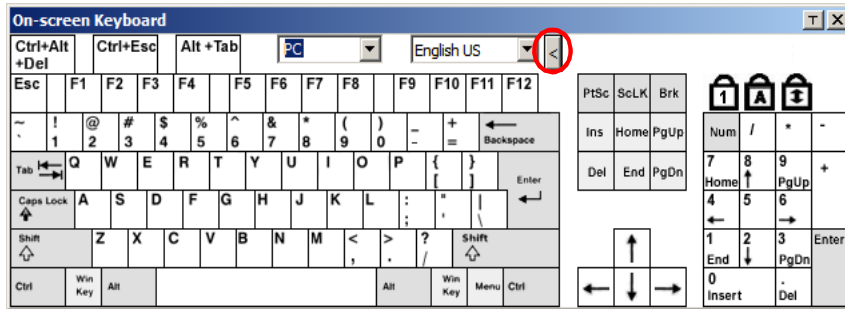 On-screen Keyboard T X
Ctrl+Alt +Del Ctrl+Esc Alt +Tab PC English US <
Esc F1 F2 F3 F4 F5 F6 F7 F8 F9 F10 F11 F12 PtSc ScLK Brk 1 A
~ ` ! 1 @ 2 # 3 $ 4 % 5 ^ 6 & 7 * 8 ( 9 ) 0 _ - + = Backspace Ins Home PgUp Num / * -
Tab Q W E R T Y U I O P { [ } ] Enter Del End PgDn 7 Home 8 9 PgUp +
Caps Lock A S D F G H J K L : ; " ' | \ 4 5 6
Shift Z X C V B N M < , > . ? / Shift 1 End 2 3 PgDn Enter
Ctrl Win Key Alt Alt Win Key Menu Ctrl 0 Insert . Del